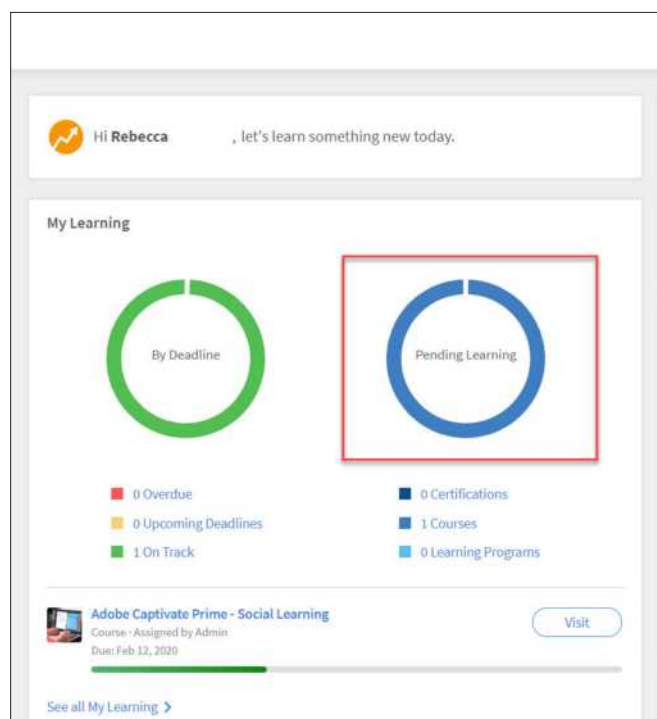 Hi Rebecca , let's learn something new today.
My Learning
By Deadline
Pending Learning
0 Overdue
0 Upcoming Deadlines
1 On Track
0 Certifications
1 Courses
0 Learning Programs
Adobe Captivate Prime - Social Learning
Course - Assigned by Admin
Due: Feb 12, 2020
Visit
See all My Learning >